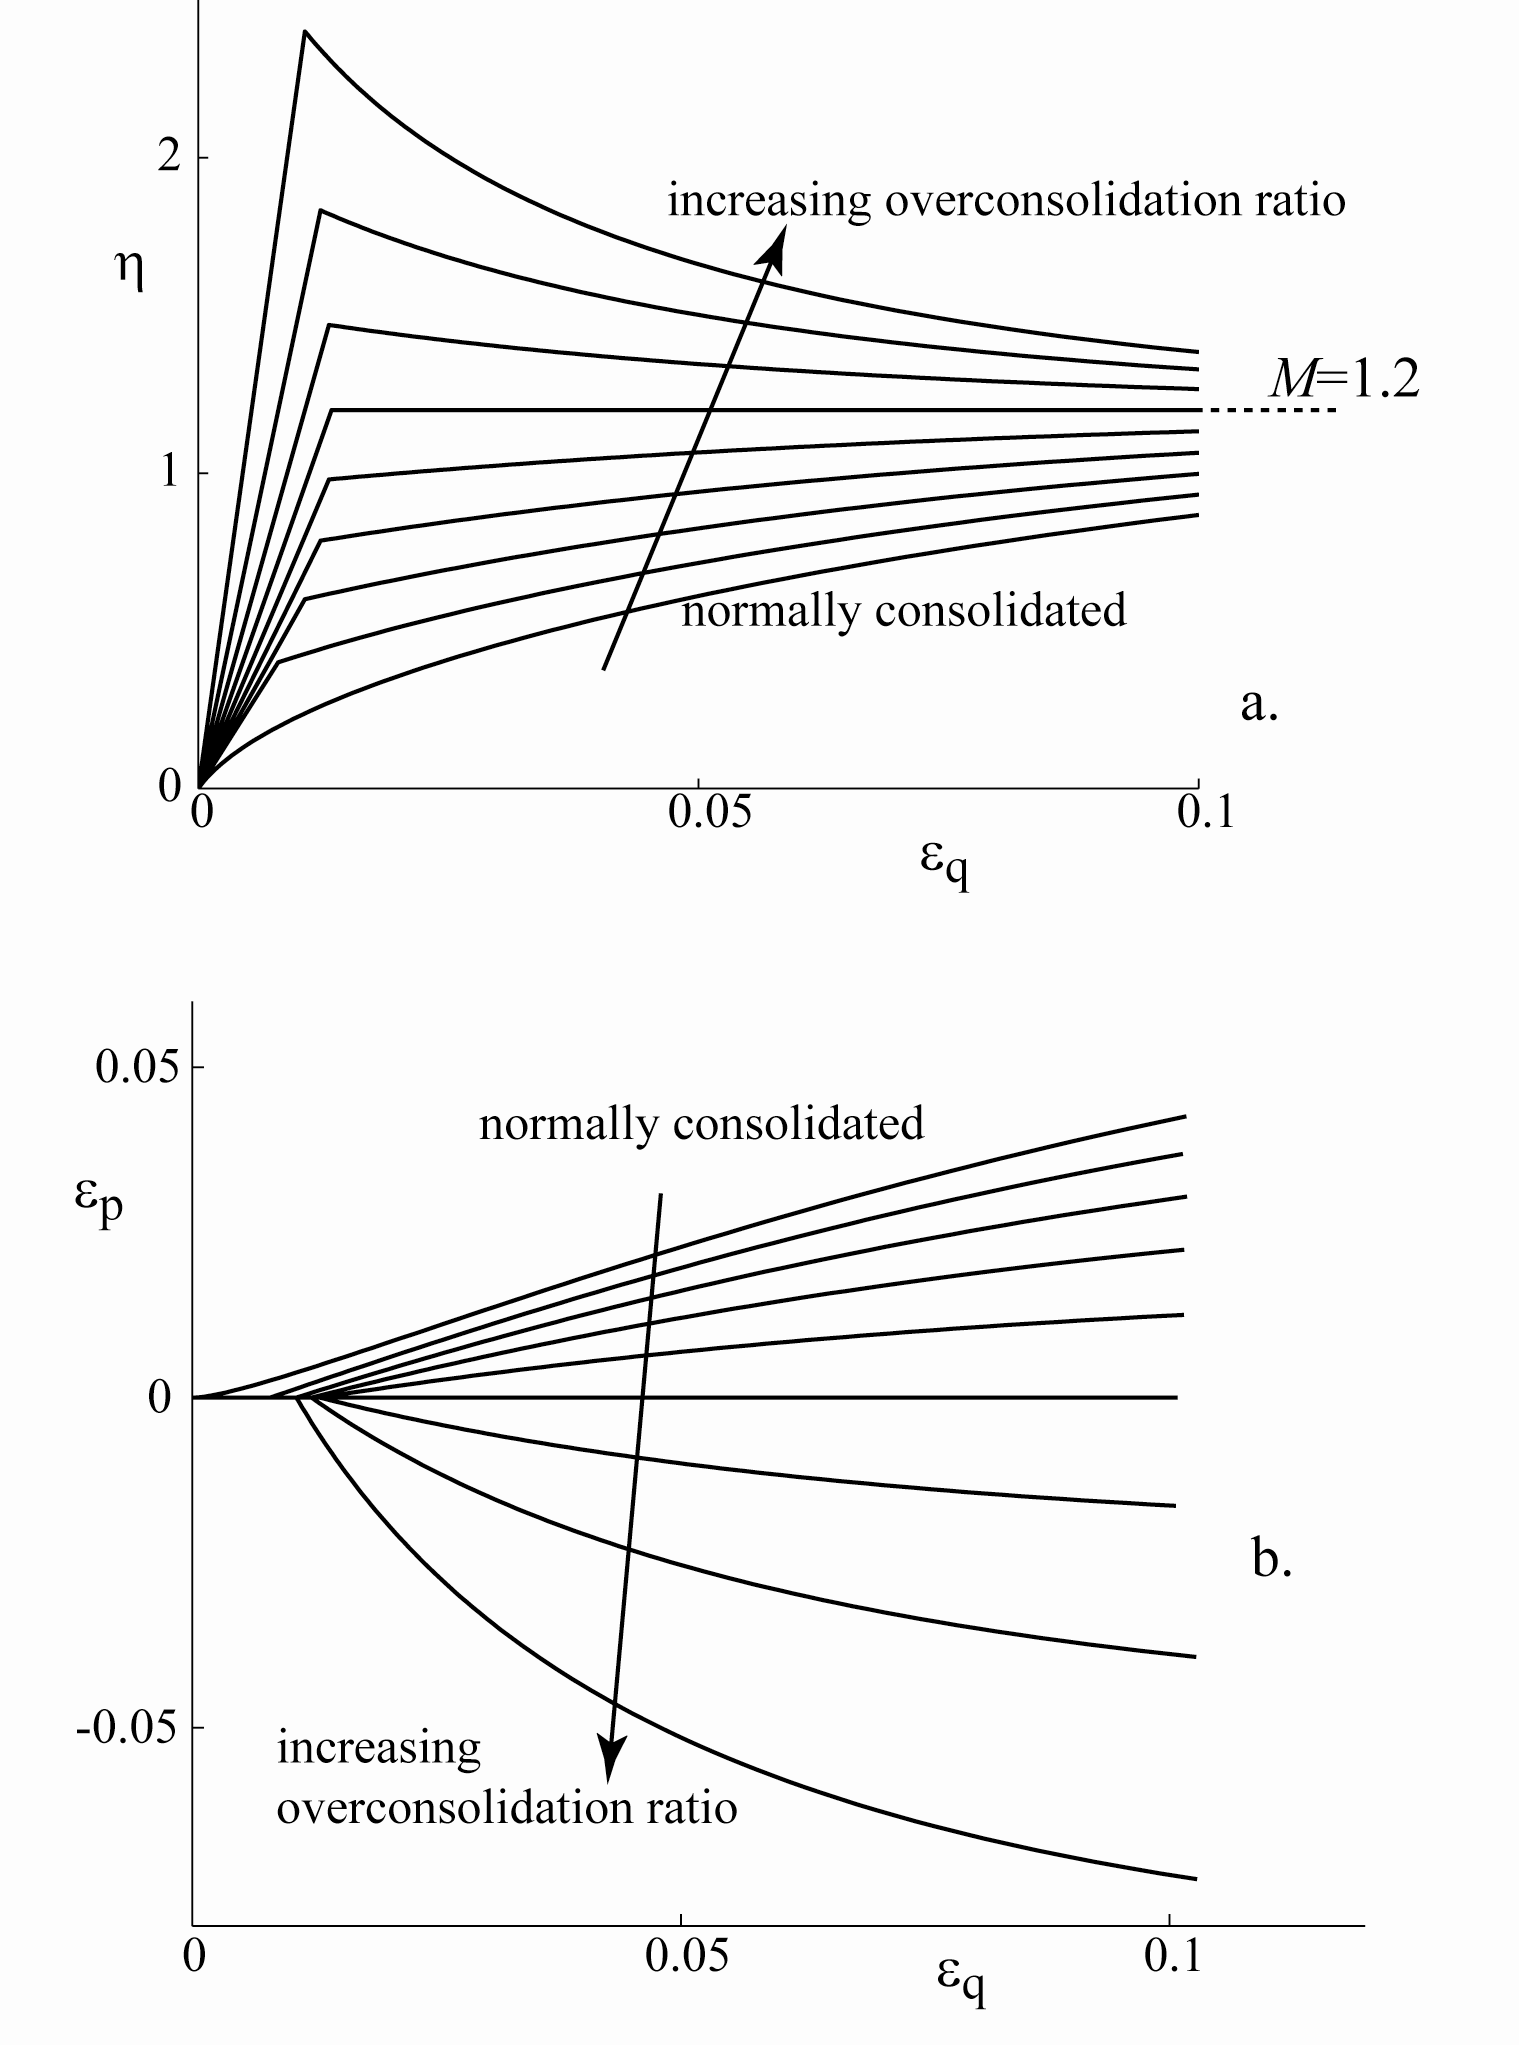 2
increasing overconsolidation ratio
η
M=1.2
1
normally consolidated
a.
0
0 0.05 0.1
εq
0.05
normally consolidated
εp
0
b.
-0.05
increasing
overconsolidation ratio
0 0.05 0.1
εq